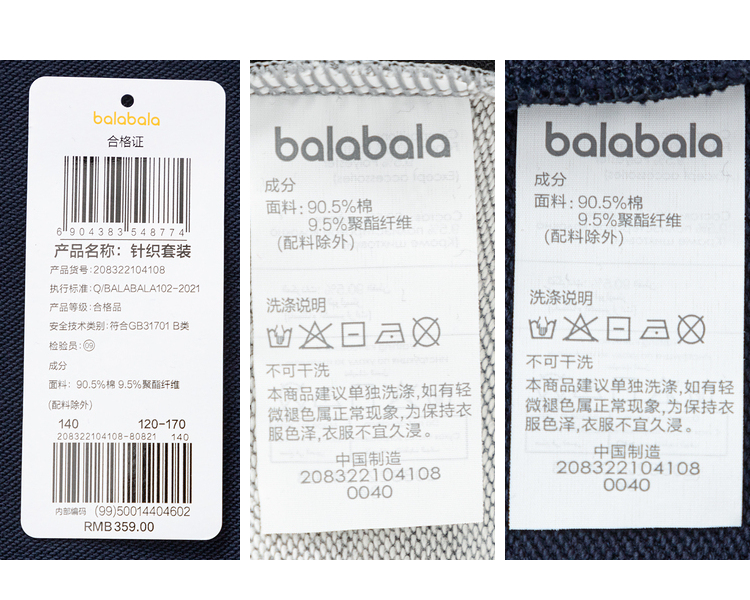 balabala
合格证
6 904383 548774
产品名称：针织套装
产品货号：208322104108
执行标准：Q/BALABALA102-2021
产品等级：合格品
安全技术类别：符合GB31701 B类
检验员：09
成分
面料：90.5%棉 9.5%聚酯纤维
(配料除外)
140 120-170
208322104108-80821 140
内部编码 (99)50014404602
RMB 359.00
balabala
成分
面料：90.5%棉
9.5%聚酯纤维
(配料除外)
洗涤说明
不可干洗
本商品建议单独洗涤,如有轻
微褪色属正常现象,为保持衣
服色泽,衣服不宜久浸。
中国制造
208322104108
0040
balabala
成分
面料：90.5%棉
9.5%聚酯纤维
(配料除外)
洗涤说明
不可干洗
本商品建议单独洗涤,如有轻
微褪色属正常现象,为保持衣
服色泽,衣服不宜久浸。
中国制造
208322104108
0040